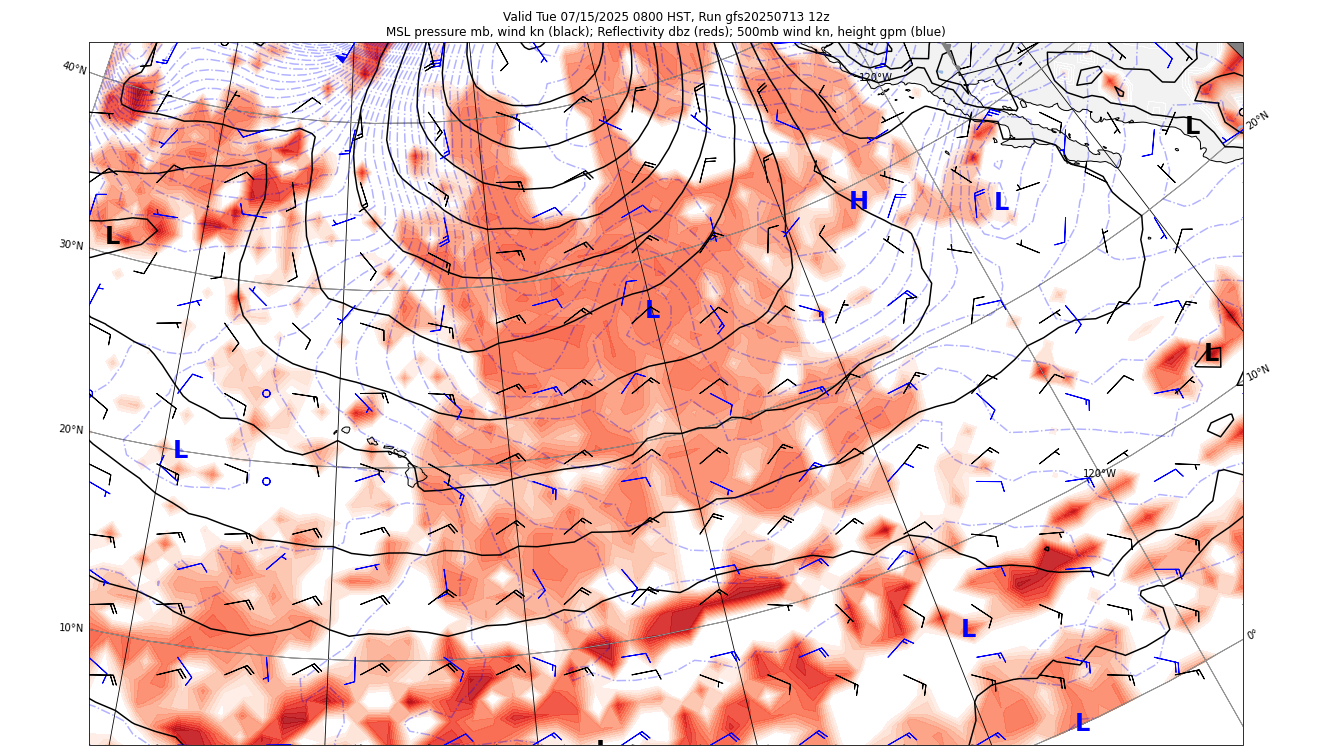 Valid Tue 07/15/2025 0800 HST, Run gfs20250713 12z
MSL pressure mb, wind kn (black); Reflectivity dbz (reds); 500mb wind kn, height gpm (blue)
40°N
120°W
L
20°N
H
L
L
30°N
L
L
10°N
20°N
L
120°W
10°N
L
0°
L
L